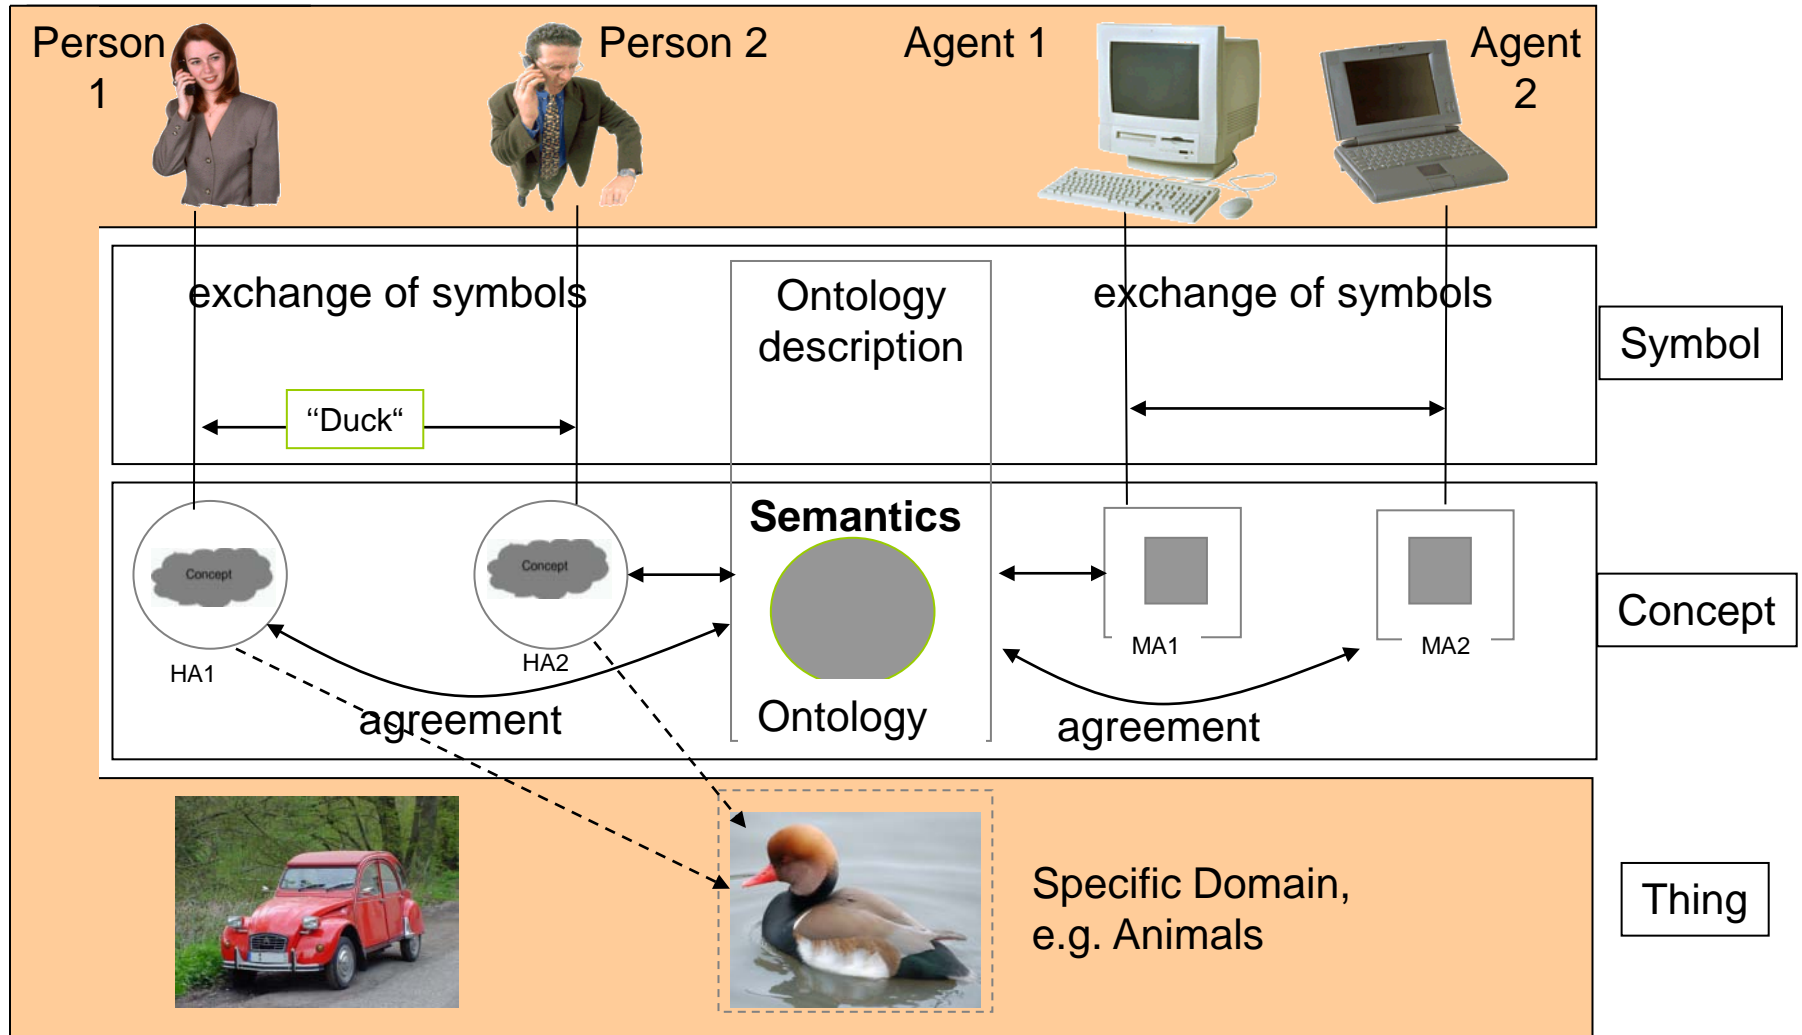 Person
1
Person 2
Agent 1
Agent
2
exchange of symbols
Ontology
description
exchange of symbols
Symbol
“Duck“
Semantics
Concept
Concept
Concept
HA1
HA2
MA1
MA2
agreement
Ontology
agreement
Specific Domain,
e.g. Animals
Thing